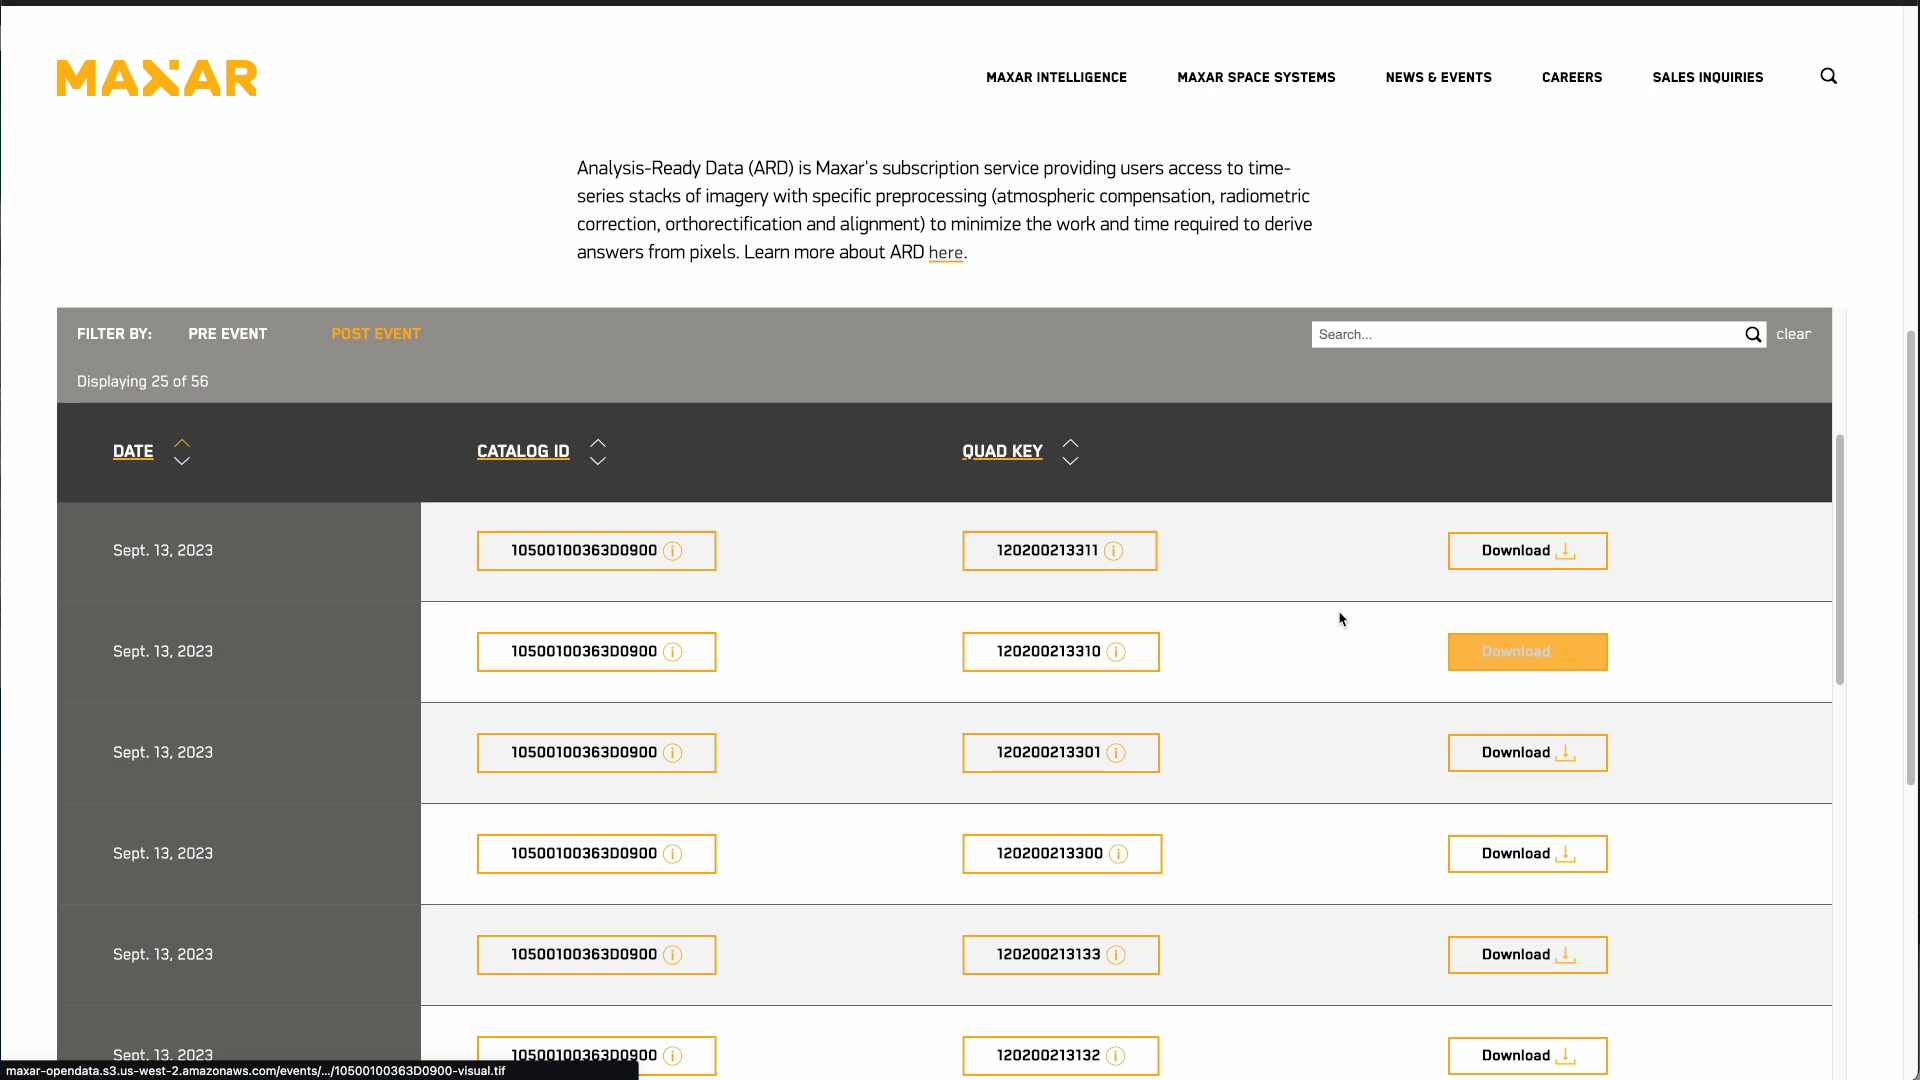 MAXAR
MAXAR INTELLIGENCE
MAXAR SPACE SYSTEMS
NEWS & EVENTS
CAREERS
SALES INQUIRIES
Analysis-Ready Data (ARD) is Maxar's subscription service providing users access to time-
series stacks of imagery with specific preprocessing (atmospheric compensation, radiometric
correction, orthorectification and alignment) to minimize the work and time required to derive
answers from pixels. Learn more about ARD here.
FILTER BY: PRE EVENT POST EVENT
Search...
clear
Displaying 25 of 56
DATE CATALOG ID QUAD KEY
Sept. 13, 2023 10500100363D0900 120200213311 Download
Sept. 13, 2023 10500100363D0900 120200213310 Download
Sept. 13, 2023 10500100363D0900 120200213301 Download
Sept. 13, 2023 10500100363D0900 120200213300 Download
Sept. 13, 2023 10500100363D0900 120200213133 Download
Sept. 13, 2023 10500100363D0900 120200213132 Download
maxar-opendata.s3.us-west-2.amazonaws.com/events/.../10500100363D0900-visual.tif